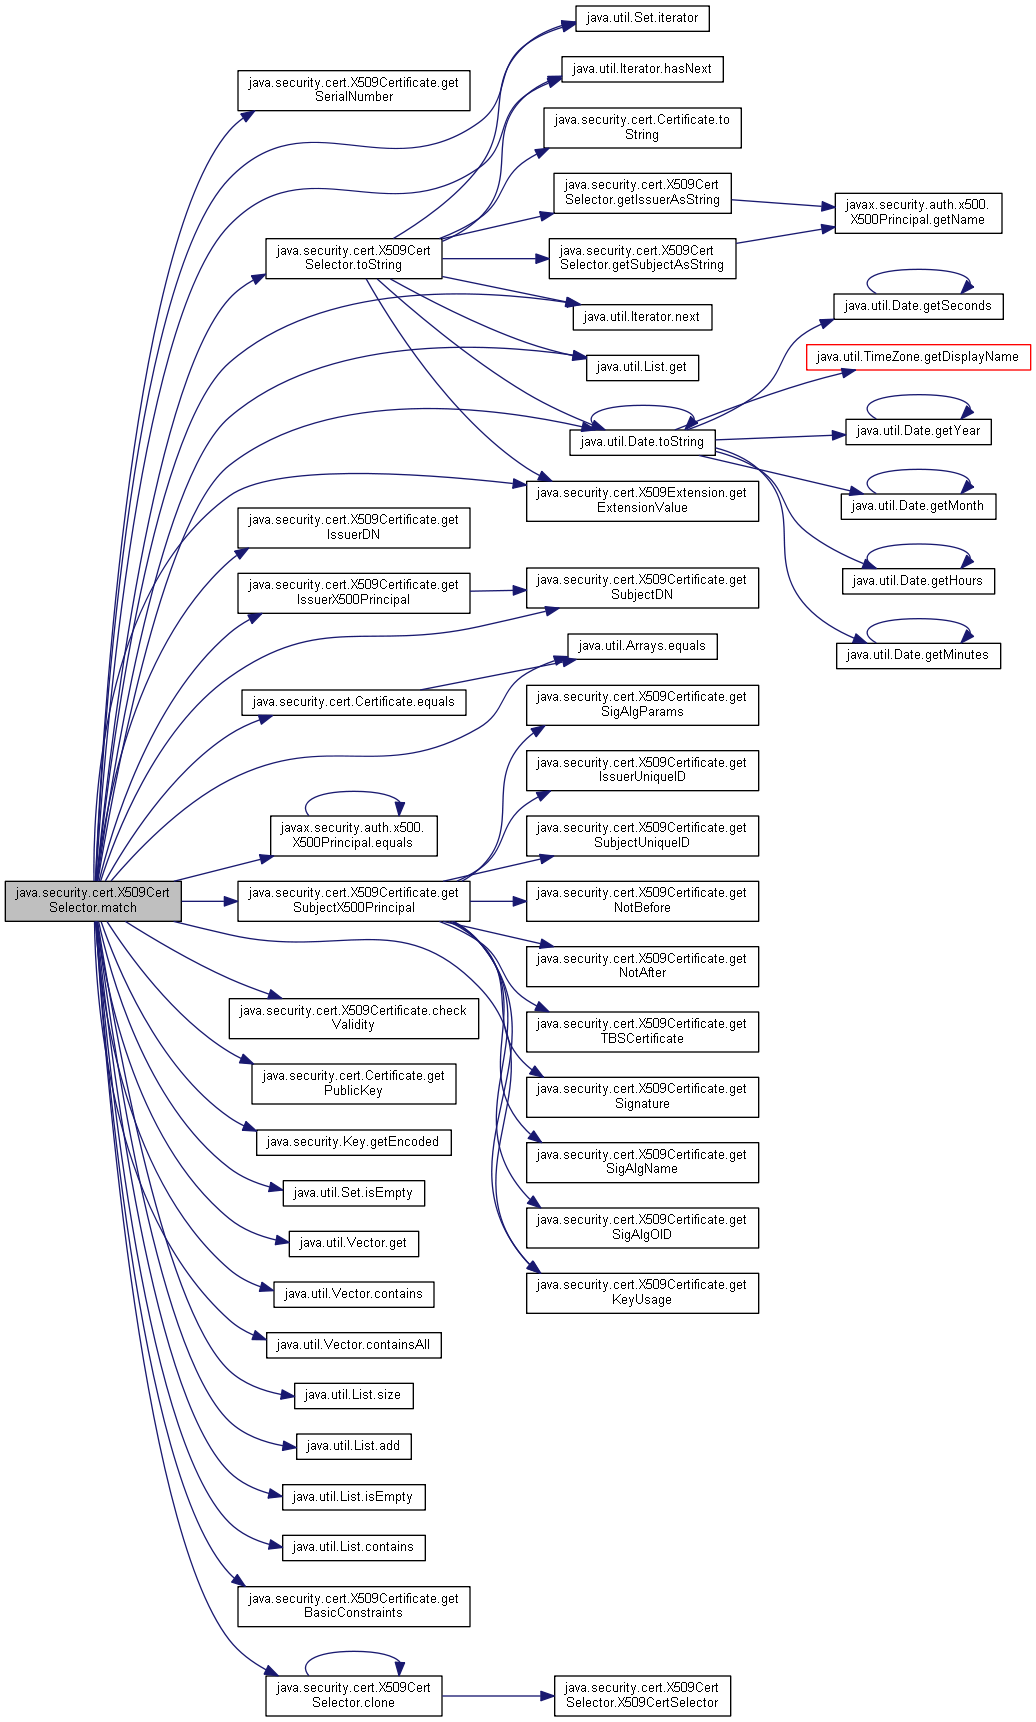 java.util.Set.iterator
java.util.Iterator.hasNext
java.security.cert.X509Certificate.get
SerialNumber
java.security.cert.Certificate.to
String
java.security.cert.X509Cert
Selector.getIssuerAsString
javax.security.auth.x500.
X500Principal.getName
java.security.cert.X509Cert
Selector.toString
java.security.cert.X509Cert
Selector.getSubjectAsString
java.util.Date.getSeconds
java.util.Iterator.next
java.util.TimeZone.getDisplayName
java.util.List.get
java.util.Date.getYear
java.util.Date.toString
java.security.cert.X509Extension.get
ExtensionValue
java.util.Date.getMonth
java.security.cert.X509Certificate.get
IssuerDN
java.util.Date.getHours
java.security.cert.X509Certificate.get
IssuerX500Principal
java.security.cert.X509Certificate.get
SubjectDN
java.util.Arrays.equals
java.util.Date.getMinutes
java.security.cert.Certificate.equals
java.security.cert.X509Certificate.get
SigAlgParams
java.security.cert.X509Certificate.get
IssuerUniqueID
javax.security.auth.x500.
X500Principal.equals
java.security.cert.X509Certificate.get
SubjectUniqueID
java.security.cert.X509Cert
Selector.match
java.security.cert.X509Certificate.get
SubjectX500Principal
java.security.cert.X509Certificate.get
NotBefore
java.security.cert.X509Certificate.get
NotAfter
java.security.cert.X509Certificate.check
Validity
java.security.cert.X509Certificate.get
TBSCertificate
java.security.cert.Certificate.get
PublicKey
java.security.cert.X509Certificate.get
Signature
java.security.Key.getEncoded
java.security.cert.X509Certificate.get
SigAlgName
java.util.Set.isEmpty
java.security.cert.X509Certificate.get
SigAlgOID
java.util.Vector.get
java.util.Vector.contains
java.security.cert.X509Certificate.get
KeyUsage
java.util.Vector.containsAll
java.util.List.size
java.util.List.add
java.util.List.isEmpty
java.util.List.contains
java.security.cert.X509Certificate.get
BasicConstraints
java.security.cert.X509Cert
Selector.clone
java.security.cert.X509Cert
Selector.X509CertSelector